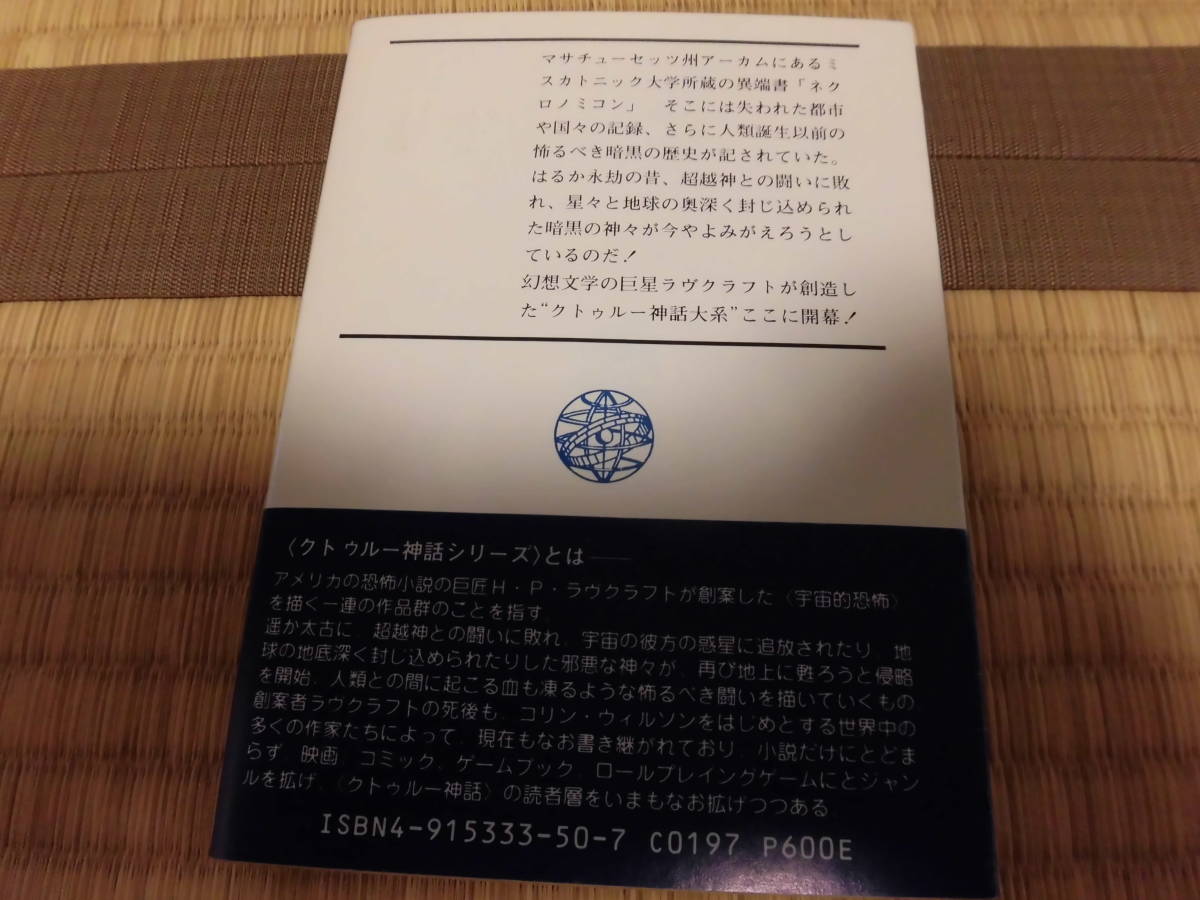 マサチューセッツ州アーカムにあるミ
スカトニック大学所蔵の異端書「ネク
ロノミコン」　そこには失われた都市
や国々の記録、さらに人類誕生以前の
怖るべき暗黒の歴史が記されていた。
はるか永劫の昔、超越神との闘いに敗
れ、星々と地球の奥深く封じ込められ
た暗黒の神々が今やよみがえろうとし
ているのだ！
幻想文学の巨星ラヴクラフトが創造し
た“クトゥルー神話大系”ここに開幕！
〈クトゥルー神話シリーズ〉とは――
アメリカの恐怖小説の巨匠Ｈ・Ｐ・ラヴクラフトが創案した〈宇宙的恐怖〉
を描く一連の作品群のことを指す。
遥か太古に、超越神との闘いに敗れ、宇宙の彼方の惑星に追放されたり、地
球の地底深く封じ込められたりした邪悪な神々が、再び地上に甦ろうと侵略
を開始、人類との間に起こる血も凍るような怖るべき闘いを描いていくもの
創案者ラヴクラフトの死後も、コリン・ウィルソンをはじめとする世界中の
多くの作家たちによって、現在もなお書き継がれており、小説だけにとどま
らず、映画、コミック、ゲームブック、ロールプレイングゲームにとジャン
ルを拡げ、〈クトゥルー神話〉の読者層をいまもなお拡げつつある
ISBN4-915333-50-7 C0197 P600E